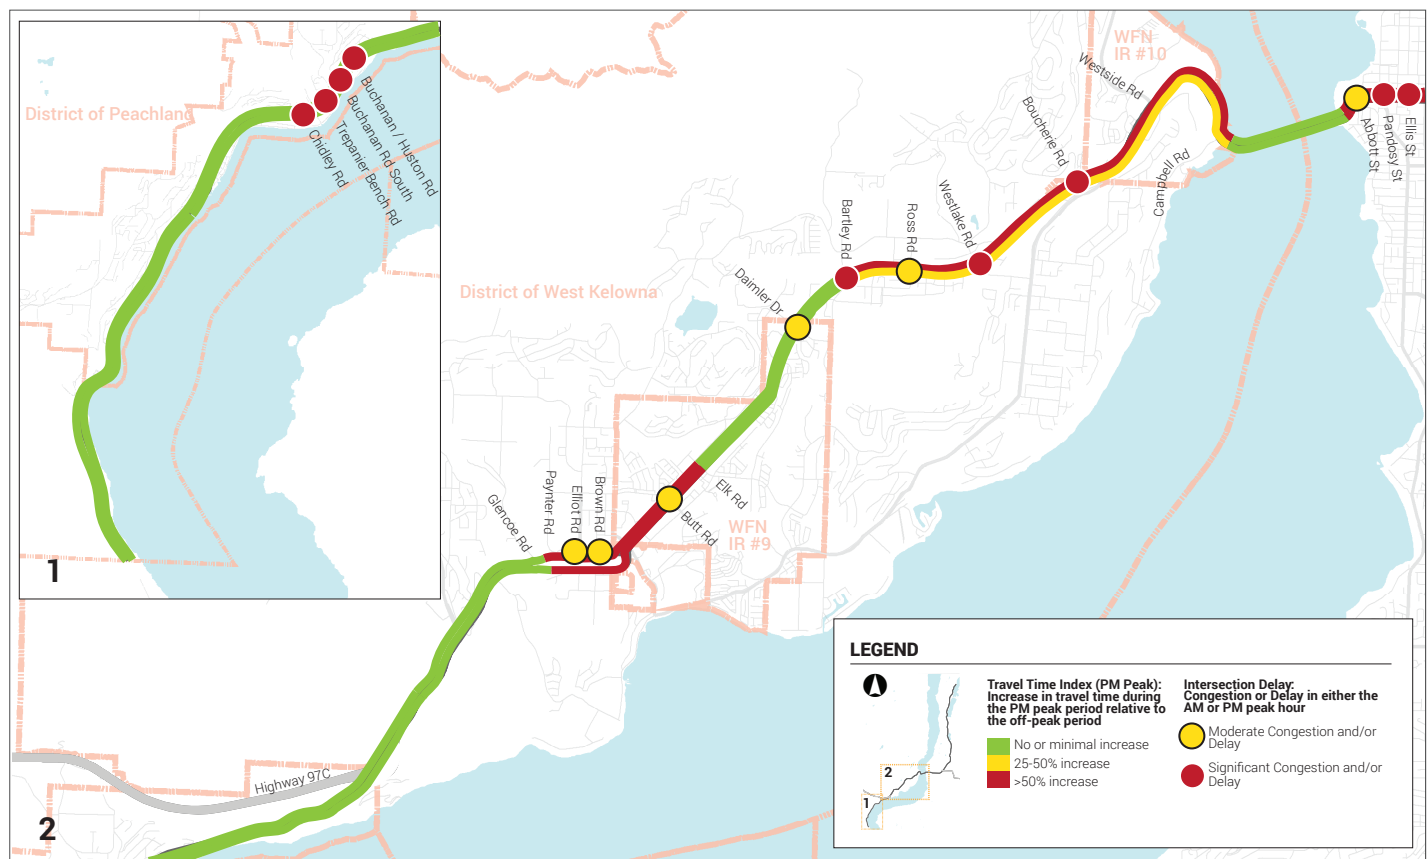 District of Peachland
Buchanan / Huston Rd
Buchanan Rd South
Trepanier Bench Rd
Chidley Rd
1
WFN
IR #10
Westside Rd
Boucherie Rd
Campbell Rd
Abbott St
Pandosy St
Ellis St
Westlake Rd
Ross Rd
Bartley Rd
Daimler Dr
District of West Kelowna
Elk Rd
Butt Rd
WFN
IR #9
Brown Rd
Elliot Rd
Paynter Rd
Glencoe Rd
Highway 97C
2
LEGEND
2
1
Travel Time Index (PM Peak):
Increase in travel time during
the PM peak period relative to
the off-peak period
No or minimal increase
25-50% increase
>50% increase
Intersection Delay:
Congestion or Delay in either the
AM or PM peak hour
Moderate Congestion and/or
Delay
Significant Congestion and/or
Delay